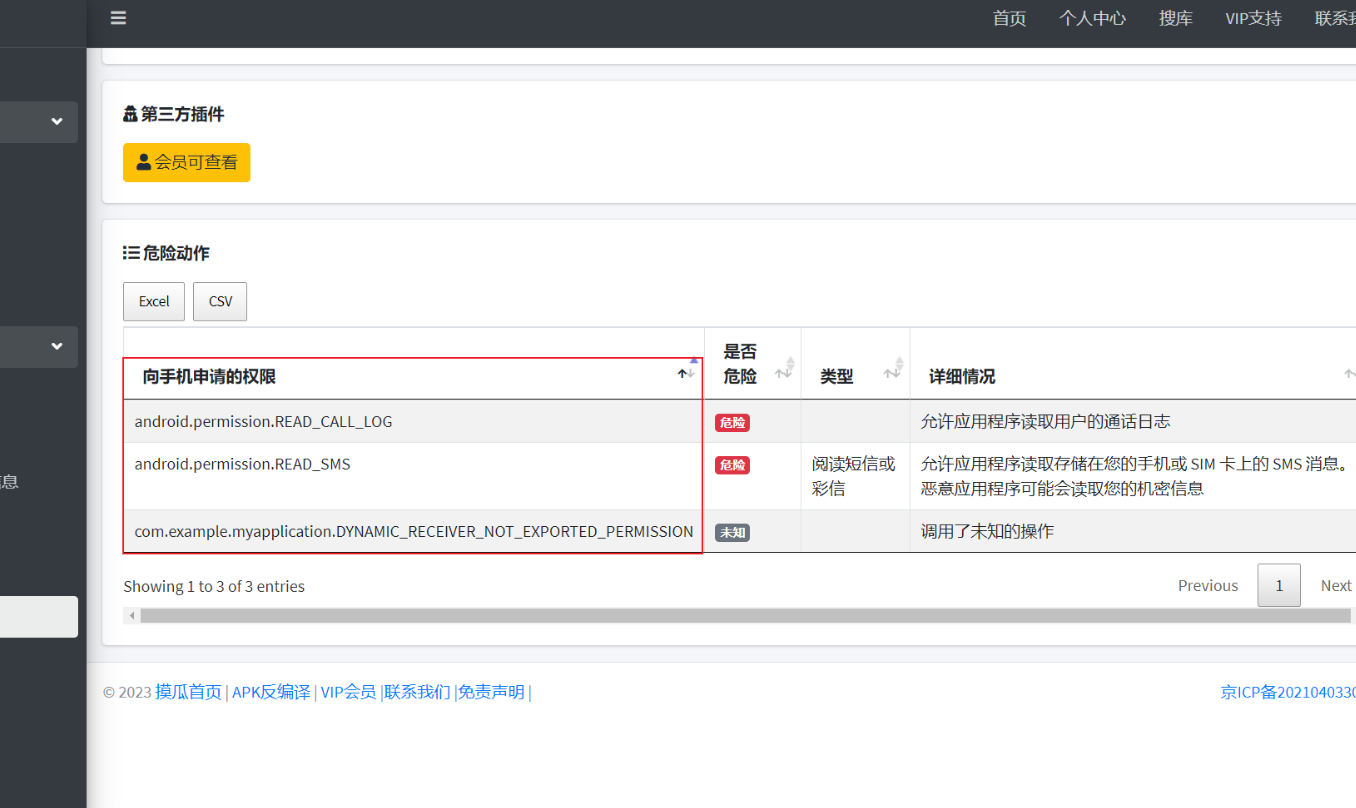 首页 个人中心 搜库 VIP支持 联系我
第三方插件
会员可查看
危险动作
Excel CSV
向手机申请的权限 是否危险 类型 详细情况
android.permission.READ_CALL_LOG 危险 允许应用程序读取用户的通话日志
android.permission.READ_SMS 危险 阅读短信或彩信 允许应用程序读取存储在您的手机或 SIM 卡上的 SMS 消息。
恶意应用程序可能会读取您的机密信息
信息
com.example.myapplication.DYNAMIC_RECEIVER_NOT_EXPORTED_PERMISSION 未知 调用了未知的操作
Showing 1 to 3 of 3 entries Previous 1 Next
© 2023 摸瓜首页 | APK反编译 | VIP会员 |联系我们 |免责声明 | 京ICP备202104033